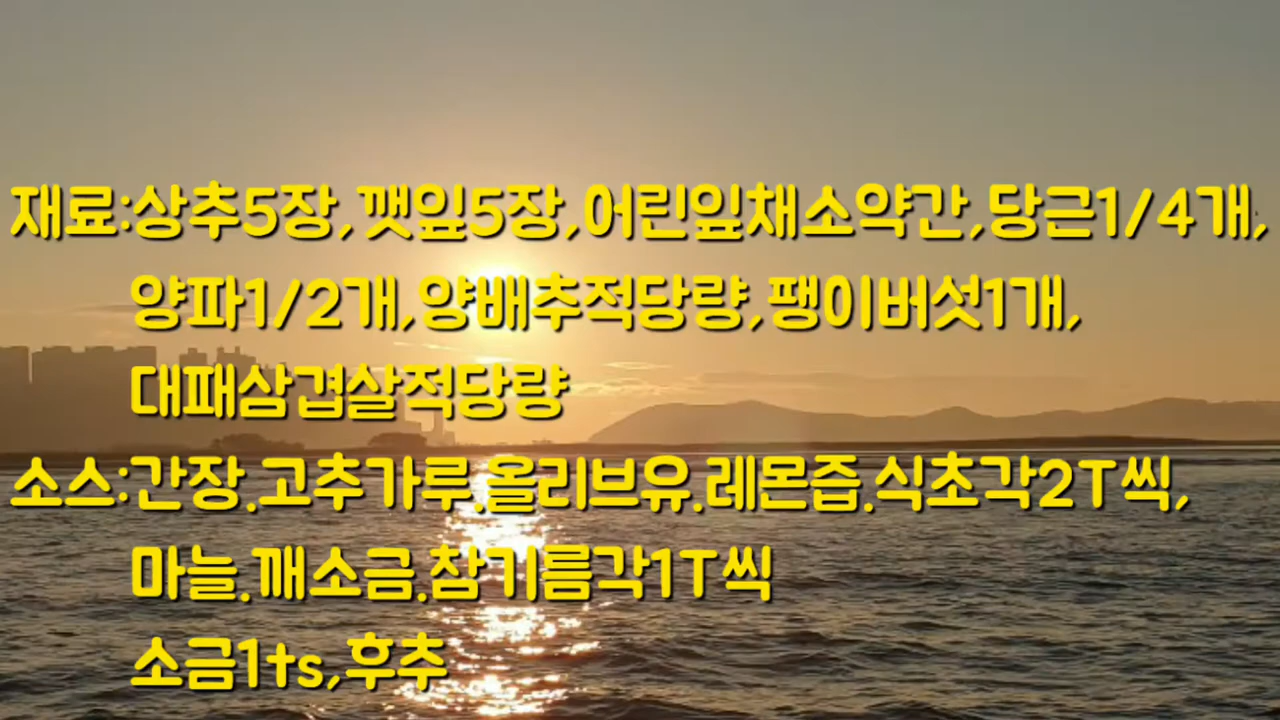 재료:상추5장,깻잎5장,어린잎채소약간,당근1/4개,
양파1/2개,양배추적당량,팽이버섯1개,
대패삼겹살적당량
소스:간장.고추가루.올리브유.레몬즙.식초각2T씩,
마늘.깨소금.참기름각1T씩
소금1ts,후추